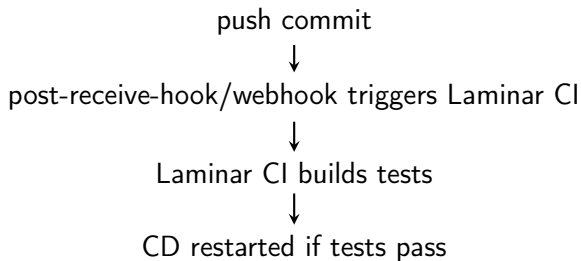 push commit
post-receive-hook/webhook triggers Laminar CI
Laminar CI builds tests
CD restarted if tests pass